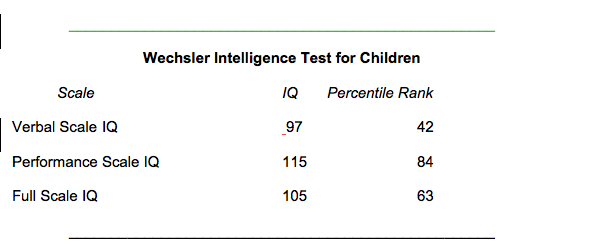 Wechsler Intelligence Test for Children
Scale IQ Percentile Rank
Verbal Scale IQ 97 42
Performance Scale IQ 115 84
Full Scale IQ 105 63